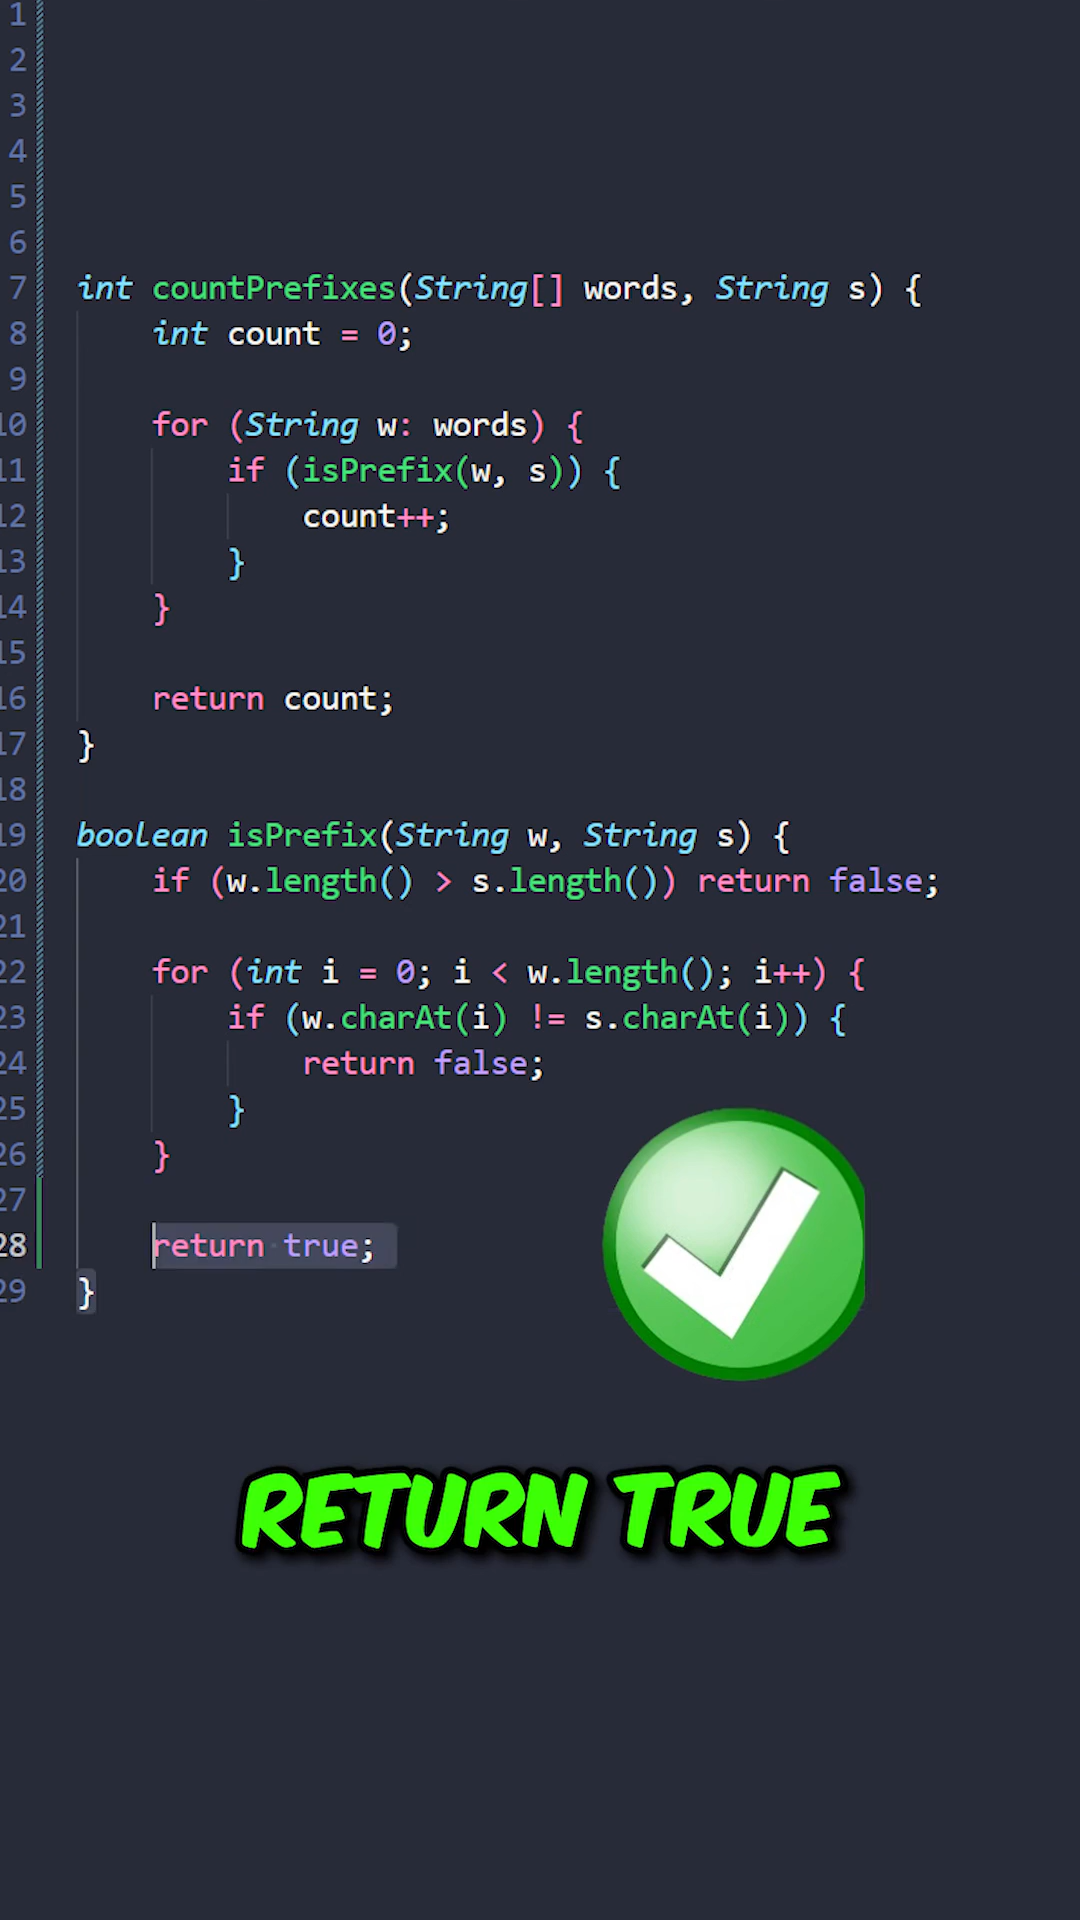 1
2
3
4
5
6
7 int countPrefixes(String[] words, String s) {
8 int count = 0;
9
10 for (String w: words) {
11 if (isPrefix(w, s)) {
12 count++;
13 }
14 }
15
16 return count;
17 }
18
19 boolean isPrefix(String w, String s) {
20 if (w.length() > s.length()) return false;
21
22 for (int i = 0; i < w.length(); i++) {
23 if (w.charAt(i) != s.charAt(i)) {
24 return false;
25 }
26 }
27
28 return true;
29 }
RETURN TRUE